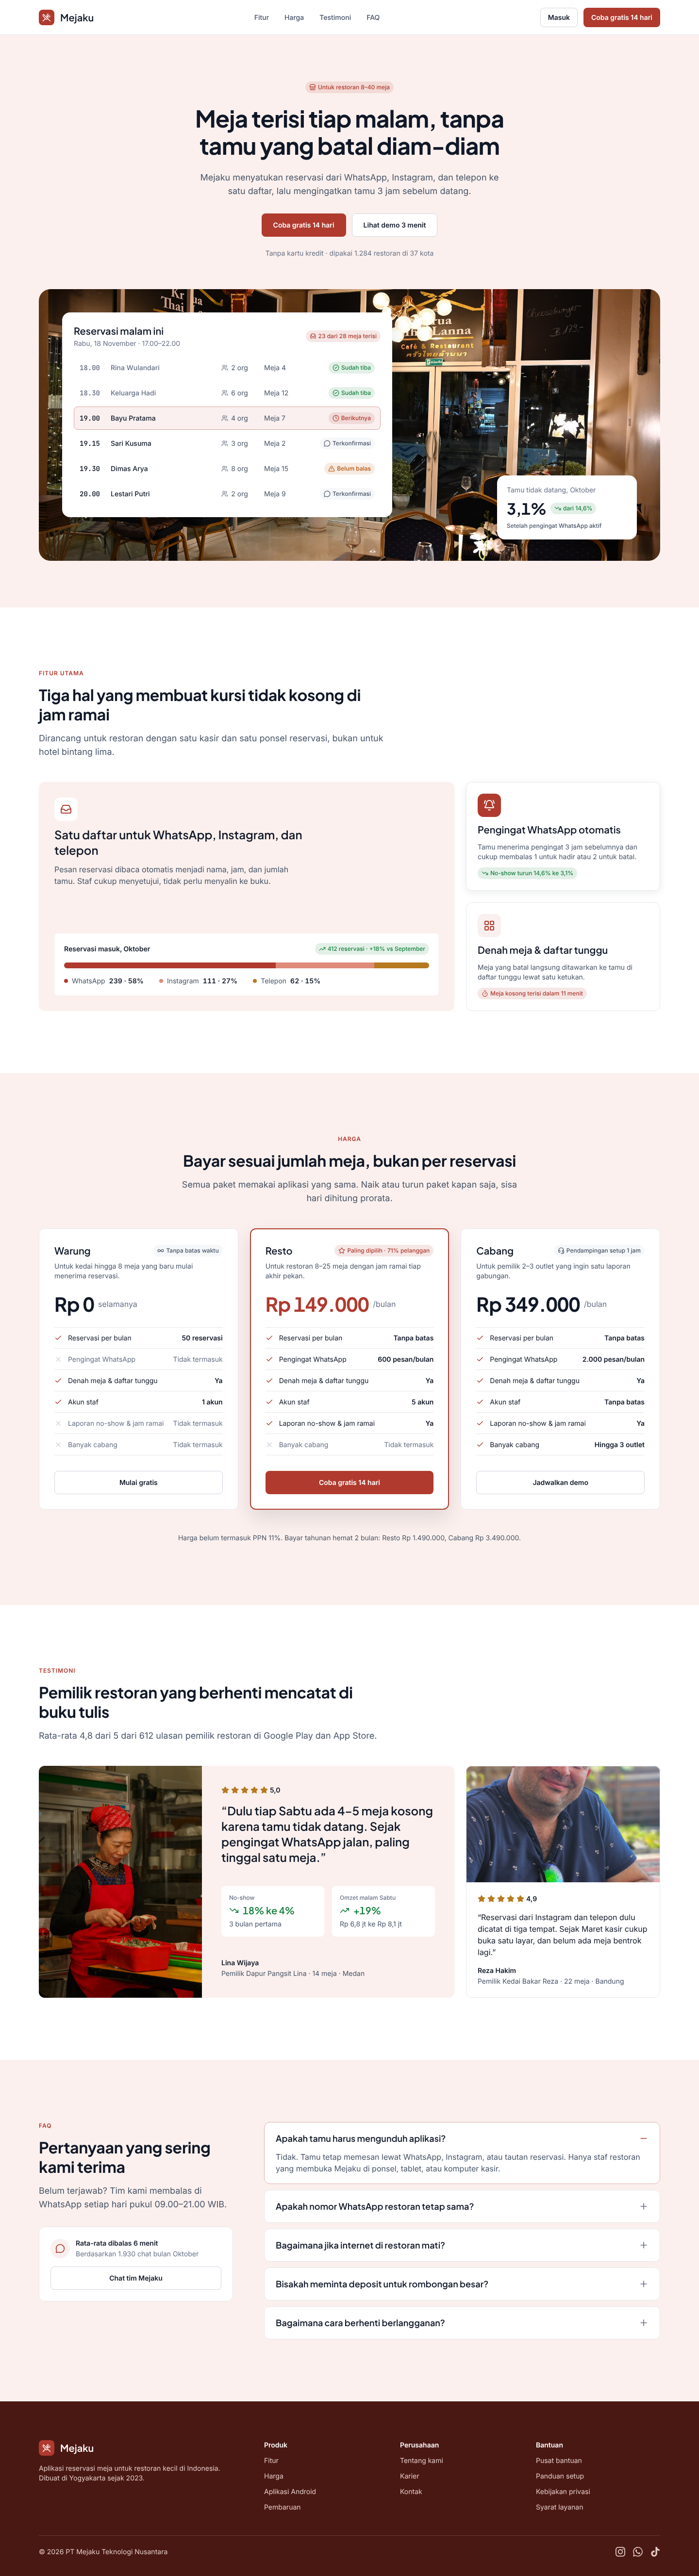 Mejaku
Fitur
Harga
Testimoni
FAQ
Masuk
Coba gratis 14 hari
Untuk restoran 8–40 meja
Meja terisi tiap malam, tanpa
tamu yang batal diam-diam
Mejaku menyatukan reservasi dari WhatsApp, Instagram, dan telepon ke
satu daftar, lalu mengingatkan tamu 3 jam sebelum datang.
Coba gratis 14 hari
Lihat demo 3 menit
Tanpa kartu kredit · dipakai 1.284 restoran di 37 kota
Reservasi malam ini
Rabu, 18 November · 17.00–22.00
23 dari 28 meja terisi
18.00 Rina Wulandari 2 org Meja 4 Sudah tiba
18.30 Keluarga Hadi 6 org Meja 12 Sudah tiba
19.00 Bayu Pratama 4 org Meja 7 Berikutnya
19.15 Sari Kusuma 3 org Meja 2 Terkonfirmasi
19.30 Dimas Arya 8 org Meja 15 Belum balas
20.00 Lestari Putri 2 org Meja 9 Terkonfirmasi
Café & Restaurant
Tamu tidak datang, Oktober
3,1% dari 14,6%
Setelah pengingat WhatsApp aktif
FITUR UTAMA
Tiga hal yang membuat kursi tidak kosong di
jam ramai
Dirancang untuk restoran dengan satu kasir dan satu ponsel reservasi, bukan untuk
hotel bintang lima.
Satu daftar untuk WhatsApp, Instagram, dan
telepon
Pesan reservasi dibaca otomatis menjadi nama, jam, dan jumlah
tamu. Staf cukup menyetujui, tidak perlu menyalin ke buku.
Reservasi masuk, Oktober
412 reservasi · +18% vs September
WhatsApp 239 · 58%
Instagram 111 · 27%
Telepon 62 · 15%
Pengingat WhatsApp otomatis
Tamu menerima pengingat 3 jam sebelumnya dan
cukup membalas 1 untuk hadir atau 2 untuk batal.
No-show turun 14,6% ke 3,1%
Denah meja & daftar tunggu
Meja yang batal langsung ditawarkan ke tamu di
daftar tunggu lewat satu ketukan.
Meja kosong terisi dalam 11 menit
HARGA
Bayar sesuai jumlah meja, bukan per reservasi
Semua paket memakai aplikasi yang sama. Naik atau turun paket kapan saja, sisa
hari dihitung prorata.
Warung
Tanpa batas waktu
Untuk kedai hingga 8 meja yang baru mulai
menerima reservasi.
Rp 0 selamanya
Reservasi per bulan 50 reservasi
Pengingat WhatsApp Tidak termasuk
Denah meja & daftar tunggu Ya
Akun staf 1 akun
Laporan no-show & jam ramai Tidak termasuk
Banyak cabang Tidak termasuk
Mulai gratis
Resto
Paling dipilih · 71% pelanggan
Untuk restoran 8–25 meja dengan jam ramai tiap
akhir pekan.
Rp 149.000 /bulan
Reservasi per bulan Tanpa batas
Pengingat WhatsApp 600 pesan/bulan
Denah meja & daftar tunggu Ya
Akun staf 5 akun
Laporan no-show & jam ramai Ya
Banyak cabang Tidak termasuk
Coba gratis 14 hari
Cabang
Pendampingan setup 1 jam
Untuk pemilik 2–3 outlet yang ingin satu laporan
gabungan.
Rp 349.000 /bulan
Reservasi per bulan Tanpa batas
Pengingat WhatsApp 2.000 pesan/bulan
Denah meja & daftar tunggu Ya
Akun staf Tanpa batas
Laporan no-show & jam ramai Ya
Banyak cabang Hingga 3 outlet
Jadwalkan demo
Harga belum termasuk PPN 11%. Bayar tahunan hemat 2 bulan: Resto Rp 1.490.000, Cabang Rp 3.490.000.
TESTIMONI
Pemilik restoran yang berhenti mencatat di
buku tulis
Rata-rata 4,8 dari 5 dari 612 ulasan pemilik restoran di Google Play dan App Store.
5,0
“Dulu tiap Sabtu ada 4–5 meja kosong
karena tamu tidak datang. Sejak
pengingat WhatsApp jalan, paling
tinggal satu meja.”
No-show
18% ke 4%
3 bulan pertama
Omzet malam Sabtu
+19%
Rp 6,8 jt ke Rp 8,1 jt
Lina Wijaya
Pemilik Dapur Pangsit Lina · 14 meja · Medan
4,9
“Reservasi dari Instagram dan telepon dulu
dicatat di tiga tempat. Sejak Maret kasir cukup
buka satu layar, dan belum ada meja bentrok
lagi.”
Reza Hakim
Pemilik Kedai Bakar Reza · 22 meja · Bandung
FAQ
Pertanyaan yang sering
kami terima
Belum terjawab? Tim kami membalas di
WhatsApp setiap hari pukul 09.00–21.00 WIB.
Rata-rata dibalas 6 menit
Berdasarkan 1.930 chat bulan Oktober
Chat tim Mejaku
Apakah tamu harus mengunduh aplikasi?
Tidak. Tamu tetap memesan lewat WhatsApp, Instagram, atau tautan reservasi. Hanya staf restoran
yang membuka Mejaku di ponsel, tablet, atau komputer kasir.
Apakah nomor WhatsApp restoran tetap sama?
Bagaimana jika internet di restoran mati?
Bisakah meminta deposit untuk rombongan besar?
Bagaimana cara berhenti berlangganan?
Mejaku
Aplikasi reservasi meja untuk restoran kecil di Indonesia.
Dibuat di Yogyakarta sejak 2023.
Produk
Fitur
Harga
Aplikasi Android
Pembaruan
Perusahaan
Tentang kami
Karier
Kontak
Bantuan
Pusat bantuan
Panduan setup
Kebijakan privasi
Syarat layanan
© 2026 PT Mejaku Teknologi Nusantara